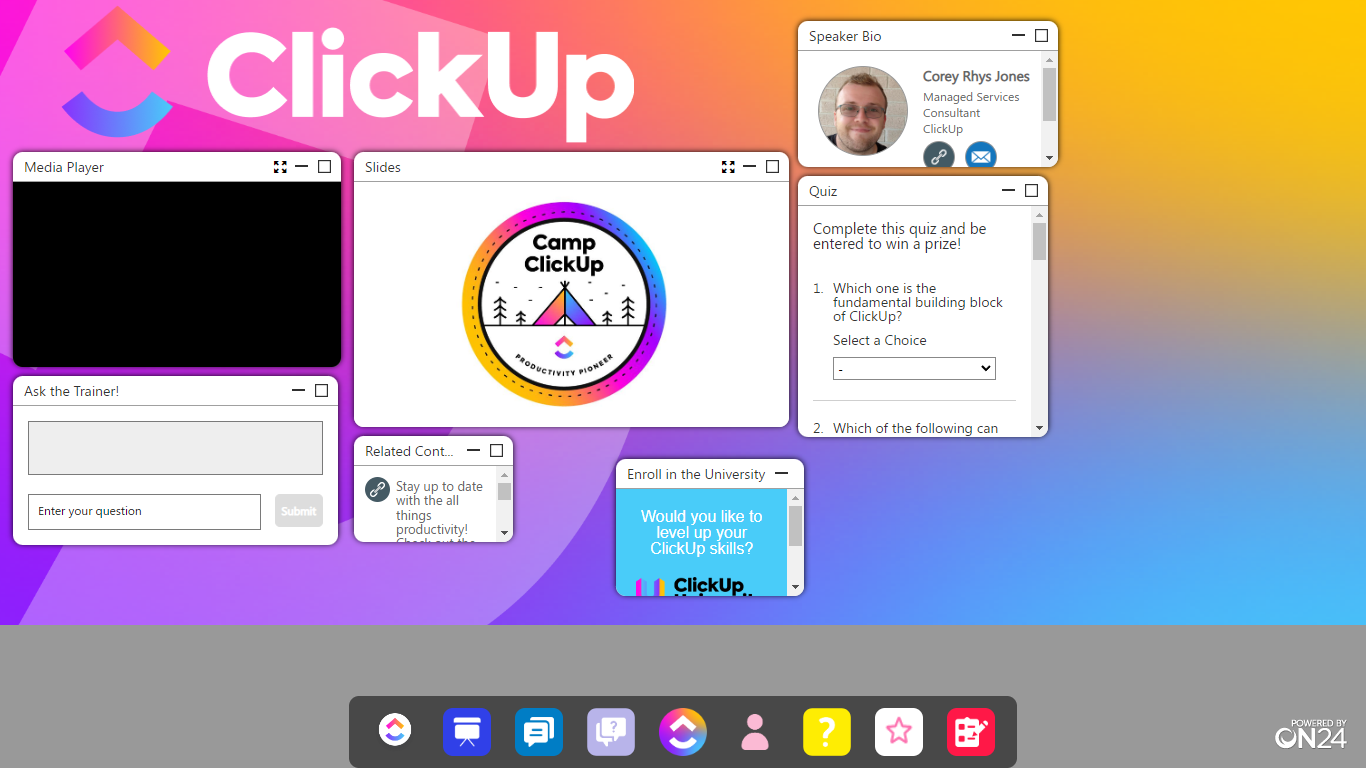 ClickUp
Speaker Bio
Corey Rhys Jones
Managed Services
Consultant
ClickUp
Media Player
Slides
Camp
ClickUp
PRODUCTIVITY PIONEER
Quiz
Complete this quiz and be
entered to win a prize!
1. Which one is the
fundamental building block
of ClickUp?
Select a Choice
-
2. Which of the following can
Ask the Trainer!
Enter your question
Submit
Related Cont...
Stay up to date
with the all
things
productivity!
Check out the
Enroll in the University
Would you like to
level up your
ClickUp skills?
ClickUp
?
?
POWERED BY
ON24